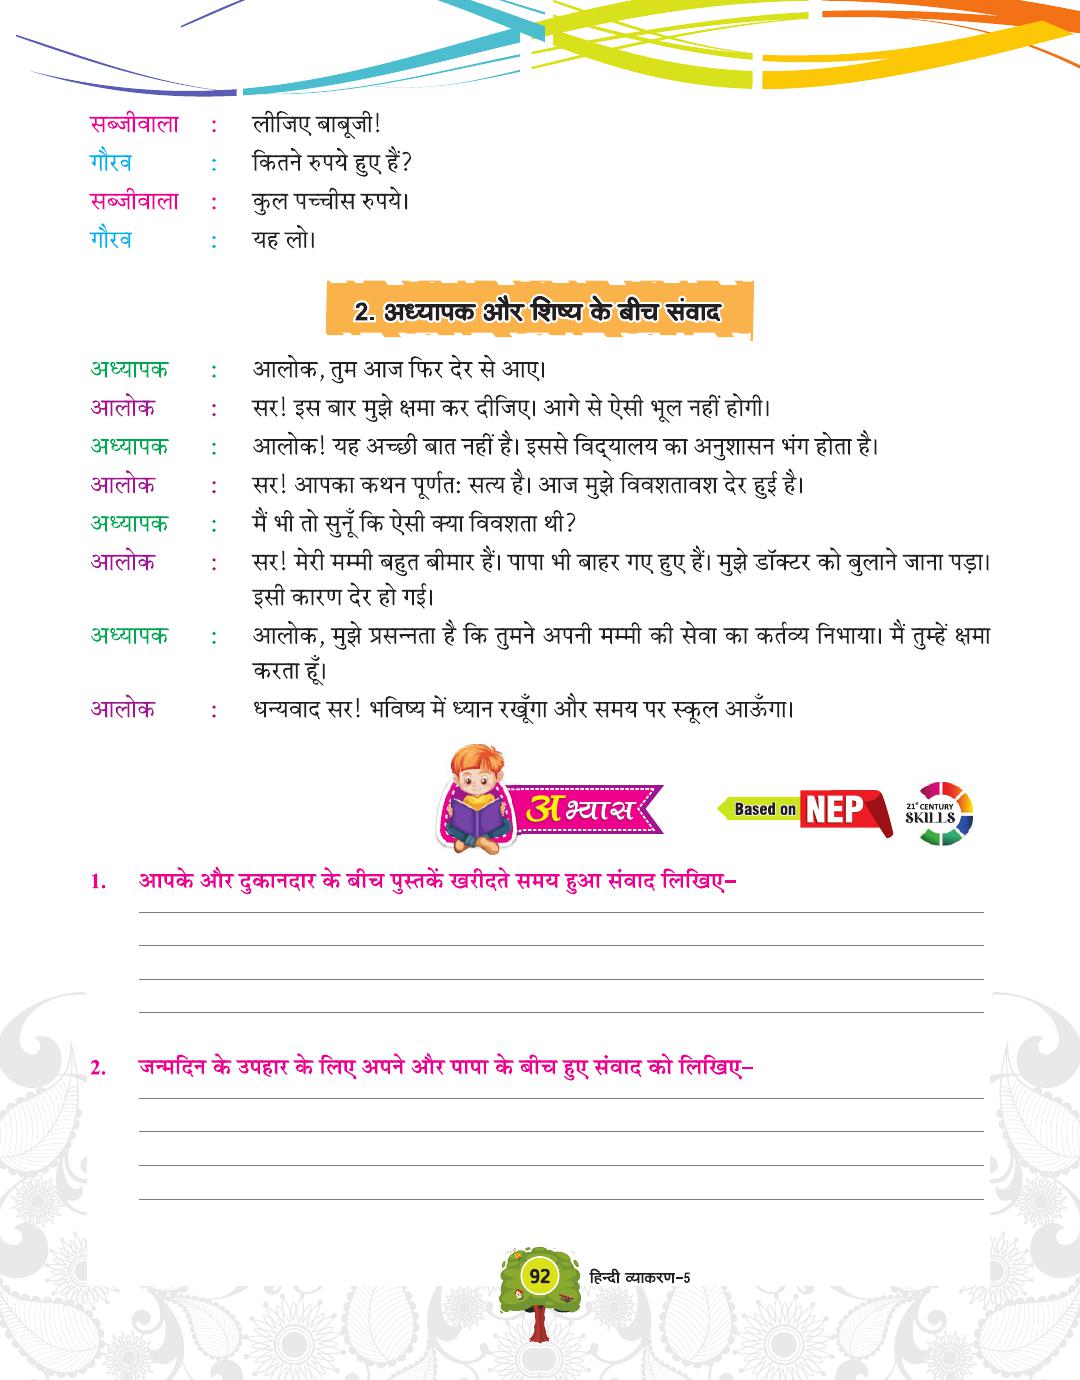 सब्जीवाला : लीजिए बाबूजी!
गौरव : कितने रुपये हुए हैं?
सब्जीवाला : कुल पच्चीस रुपये।
गौरव : यह लो।
2. अध्यापक और शिष्य के बीच संवाद
अध्यापक : आलोक, तुम आज फिर देर से आए।
आलोक : सर! इस बार मुझे क्षमा कर दीजिए। आगे से ऐसी भूल नहीं होगी।
अध्यापक : आलोक! यह अच्छी बात नहीं है। इससे विद्‌यालय का अनुशासन भंग होता है।
आलोक : सर! आपका कथन पूर्णत: सत्य है। आज मुझे विवशतावश देर हुई है।
अध्यापक : मैं भी तो सुनूँ कि ऐसी क्या विवशता थी?
आलोक : सर! मेरी मम्मी बहुत बीमार हैं। पापा भी बाहर गए हुए हैं। मुझे डॉक्टर को बुलाने जाना पड़ा।
इसी कारण देर हो गई।
अध्यापक : आलोक, मुझे प्रसन्नता है कि तुमने अपनी मम्मी की सेवा का कर्तव्य निभाया। मैं तुम्हें क्षमा
करता हूँ।
आलोक : धन्यवाद सर! भविष्य में ध्यान रखूँगा और समय पर स्कूल आऊँगा।
अभ्यास
Based on NEP
21st CENTURY
SKILLS
1. आपके और दुकानदार के बीच पुस्तकें खरीदते समय हुआ संवाद लिखिए–
2. जन्मदिन के उपहार के लिए अपने और पापा के बीच हुए संवाद को लिखिए–
92 हिन्दी व्याकरण–5